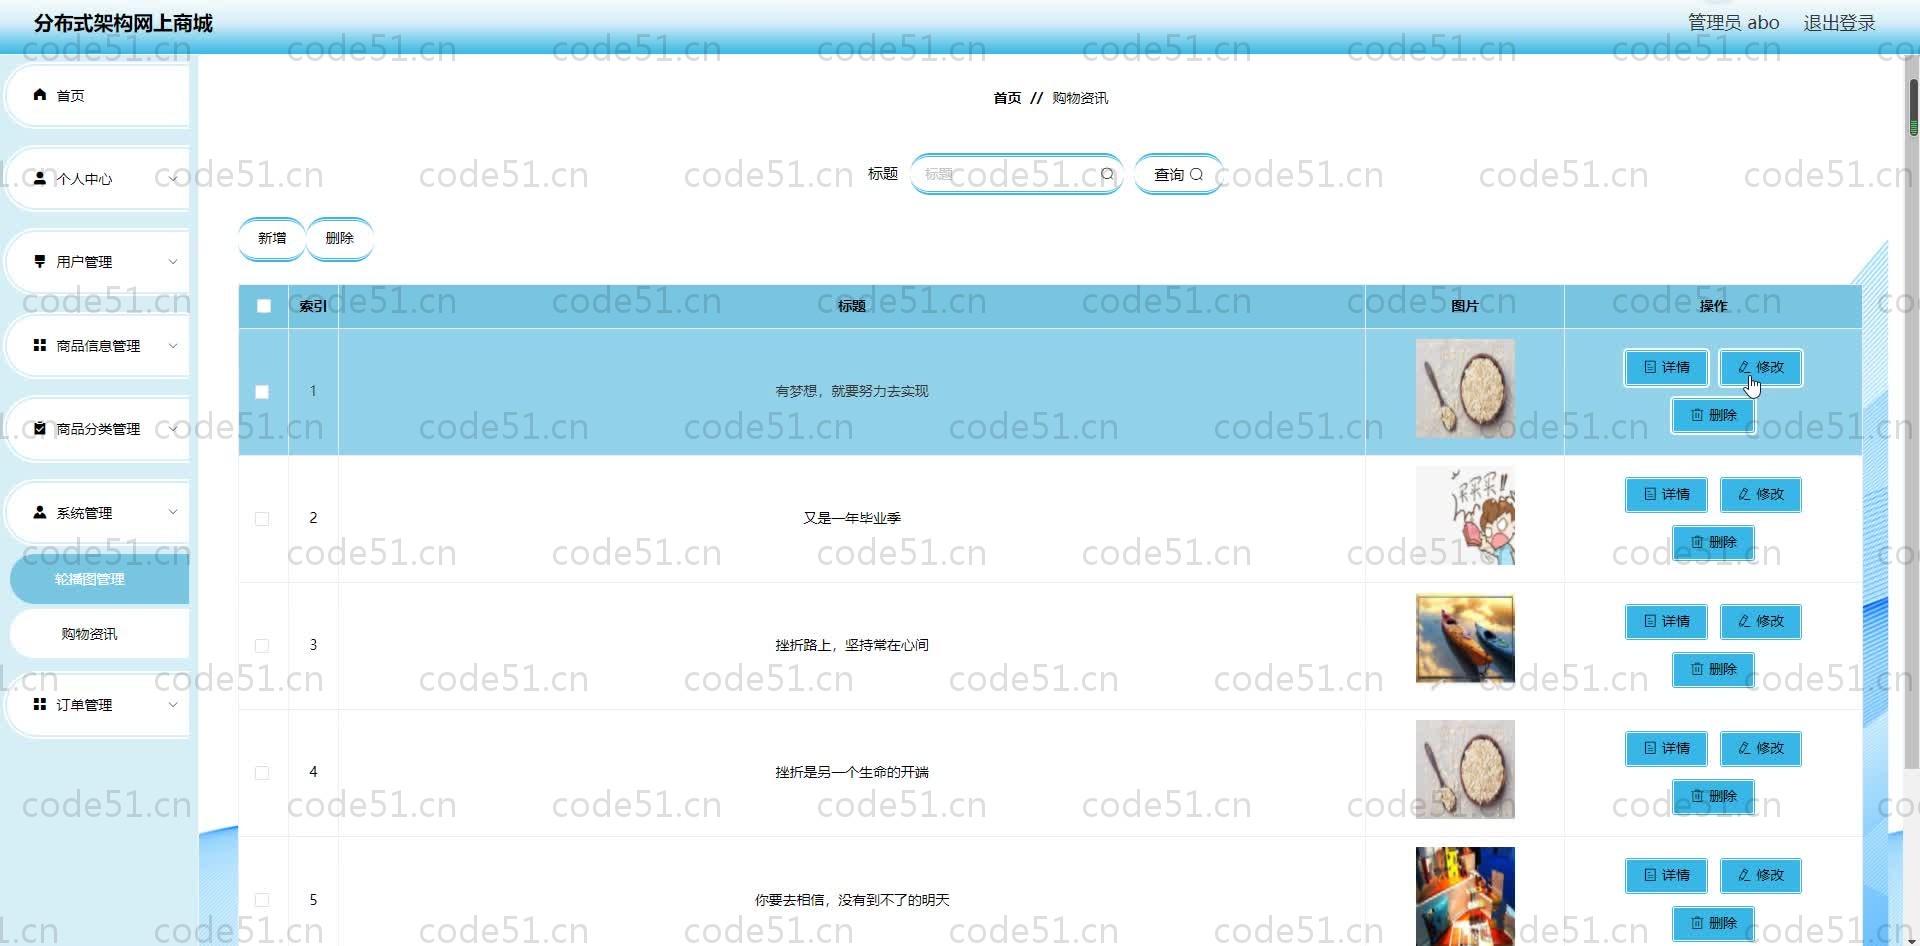 分布式架构网上商城
管理员 abo 退出登录
首页
个人中心
用户管理
商品信息管理
商品分类管理
系统管理
轮播图管理
购物资讯
订单管理
首页 // 购物资讯
标题 标题 查询
新增 删除
索引 标题 图片 操作
1 有梦想，就要努力去实现 详情 修改
删除
2 又是一年毕业季 买买买!! 详情 修改
删除
3 挫折路上，坚持常在心间 详情 修改
删除
4 挫折是另一个生命的开端 详情 修改
删除
5 你要去相信，没有到不了的明天 详情 修改
删除
code51.cn